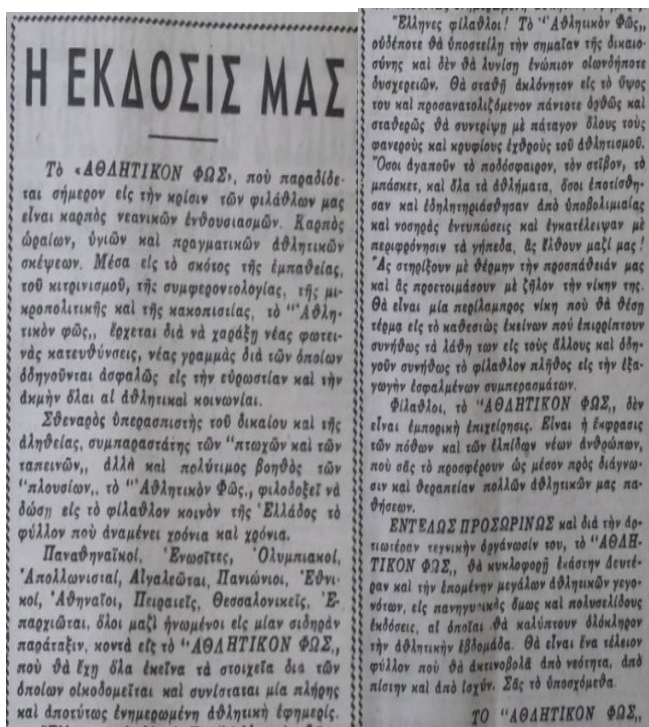 Η ΕΚΔΟΣΙΣ ΜΑΣ
Τὸ «ΑΘΛΗΤΙΚΟΝ ΦΩΣ», ποὺ παραδίδε-
ται σήμερον εἰς τὴν κρίσιν τῶν φιλάθλων μας
εἶναι καρπὸς νεανικῶν ἐνθουσιασμῶν. Καρπὸς
ὡραίων, ὑγιῶν καὶ πραγματικῶν ἀθλητικῶν
σκέψεων. Μέσα εἰς τὸ σκότος τῆς ἐμπαθείας,
τοῦ κιτρινισμοῦ, τῆς συμφεροντολογίας, τῆς μι-
κροπολιτικῆς καὶ τῆς κακοπιστίας, τὸ "Ἀθλη-
τικὸν φῶς,, ἔρχεται διὰ νὰ χαράξῃ νέας φωτει-
νὰς κατευθύνσεις, νέας γραμμὰς διὰ τῶν ὁποίων
ὁδηγοῦνται ἀσφαλῶς εἰς τὴν εὐρωστίαν καὶ τὴν
ἀκμὴν ὅλαι αἱ ἀθλητικαὶ κοινωνίαι.
Σθεναρὸς ὑπερασπιστὴς τοῦ δικαίου καὶ τῆς
ἀληθείας, συμπαραστάτης τῶν "πτωχῶν καὶ τῶν
ταπεινῶν,, ἀλλὰ καὶ πολύτιμος βοηθὸς τῶν
"πλουσίων,, τὸ "Ἀθλητικὸν Φῶς,, φιλοδοξεῖ νὰ
δώσῃ εἰς τὸ φίλαθλον κοινὸν τῆς Ἑλλάδος τὸ
φύλλον ποὺ ἀναμένει χρόνια καὶ χρόνια.
Παναθηναϊκοί, Ἑνωσῖτες, Ὀλυμπιακοί,
Ἀπολλωνισταί, Αἰγαλεῶται, Πανιώνιοι, Ἐθνι-
κοί, Ἀθηναῖοι, Πειραιεῖς, Θεσσαλονικεῖς, Ἐ-
παρχιῶται, ὅλοι μαζὶ ἡνωμένοι εἰς μίαν σιδηρᾶν
παράταξιν, κοντὰ εἰς τὸ "ΑΘΛΗΤΙΚΟΝ ΦΩΣ,,
ποὺ θὰ ἔχῃ ὅλα ἐκεῖνα τὰ στοιχεῖα δια τῶν
ὁποίων οἰκοδομεῖται καὶ συνίσταται μία πλήρης
καὶ ἀποτύτως ἐνημερωμένη ἀθλητικὴ ἐφημερίς.
Ἕλληνες φίλαθλοι! Τὸ "Ἀθλητικὸν Φῶς,,
οὐδέποτε θὰ ὑποστείλῃ τὴν σημαῖαν τῆς δικαιο-
σύνης καὶ δὲν θὰ λυγίσῃ ἐνώπιον οἱωνδήποτε
δυσχερειῶν. Θὰ σταθῇ ἀκλόνητον εἰς τὸ ὕψος
του καὶ προσανατολιζόμενον πάντοτε ὀρθῶς καὶ
σταθερῶς θὰ συντρίψῃ μὲ πάταγον ὅλους τοὺς
φανεροὺς καὶ κρυφίους ἐχθροὺς τοῦ ἀθλητισμοῦ.
Ὅσοι ἀγαποῦν τὸ ποδόσφαιρον, τὸν στῖβον, τὸ
μπάσκετ, καὶ ὅλα τὰ ἀθλήματα, ὅσοι ἐποτίσθη-
σαν καὶ ἐδηλητηριάσθησαν ἀπὸ ὑποβολιμιαίας
καὶ νοσηρὰς ἐντυπώσεις καὶ ἐγκατέλειψαν μὲ
περιφρόνησιν τὰ γήπεδα, ἂς ἔλθουν μαζί μας!
Ἂς στηρίξουν μὲ θέρμην τὴν προσπάθειάν μας
καὶ ἂς προετοιμάσουν μὲ ζῆλον τὴν νίκην της.
Θὰ εἶναι μία περίλαμπρος νίκη ποὺ θὰ θέσῃ
τέρμα εἰς τὸ καθεστὼς ἐκείνων ποὺ ἐπιρρίπτουν
συνήθως τὰ λάθη των εἰς τοὺς ἄλλους καὶ ὁδη-
γοῦν συνήθως τὸ φίλαθλον πλῆθος εἰς τὴν ἐξα-
γωγὴν ἐσφαλμένων συμπερασμάτων.
Φίλαθλοι, τὸ "ΑΘΛΗΤΙΚΟΝ ΦΩΣ,, δὲν
εἶναι ἐμπορικὴ ἐπιχείρησις. Εἶναι ἡ ἔκφρασις
τῶν πόθων καὶ τῶν ἐλπίδων νέων ἀνθρώπων,
ποὺ σᾶς τὸ προσφέρουν ὡς μέσον πρὸς διάγνω-
σιν καὶ θεραπείαν πολλῶν ἀθλητικῶν μας πα-
θήσεων.
ΕΝΤΕΛΩΣ ΠΡΟΣΩΡΙΝΩΣ καὶ διὰ τὴν ἀρ-
τιωτέραν τεχνικὴν ὀργάνωσίν του, τὸ "ΑΘΛΗ-
ΤΙΚΟΝ ΦΩΣ,, θὰ κυκλοφορῇ ἑκάστην Δευτέ-
ραν καὶ τὴν ἑπομένην μεγάλων ἀθλητικῶν γεγο-
νότων, εἰς πανηγυρικὰς ὅμως καὶ πολυσελίδους
ἐκδόσεις, αἱ ὁποῖαι θὰ καλύπτουν ὁλόκληρον
τὴν ἀθλητικὴν ἑβδομάδα. Θὰ εἶναι ἕνα τέλειον
φύλλον ποὺ θὰ ἀκτινοβολᾷ ἀπὸ νεότητα, ἀπὸ
πίστην καὶ ἀπὸ ἰσχύν. Σᾶς τὸ ὑποσχόμεθα.
ΤΟ "ΑΘΛΗΤΙΚΟΝ ΦΩΣ,,